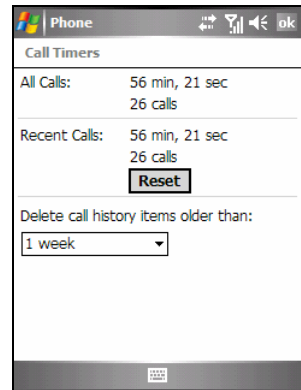 Phone
ok
Call Timers
All Calls: 56 min, 21 sec
26 calls
Recent Calls: 56 min, 21 sec
26 calls
Reset
Delete call history items older than:
1 week